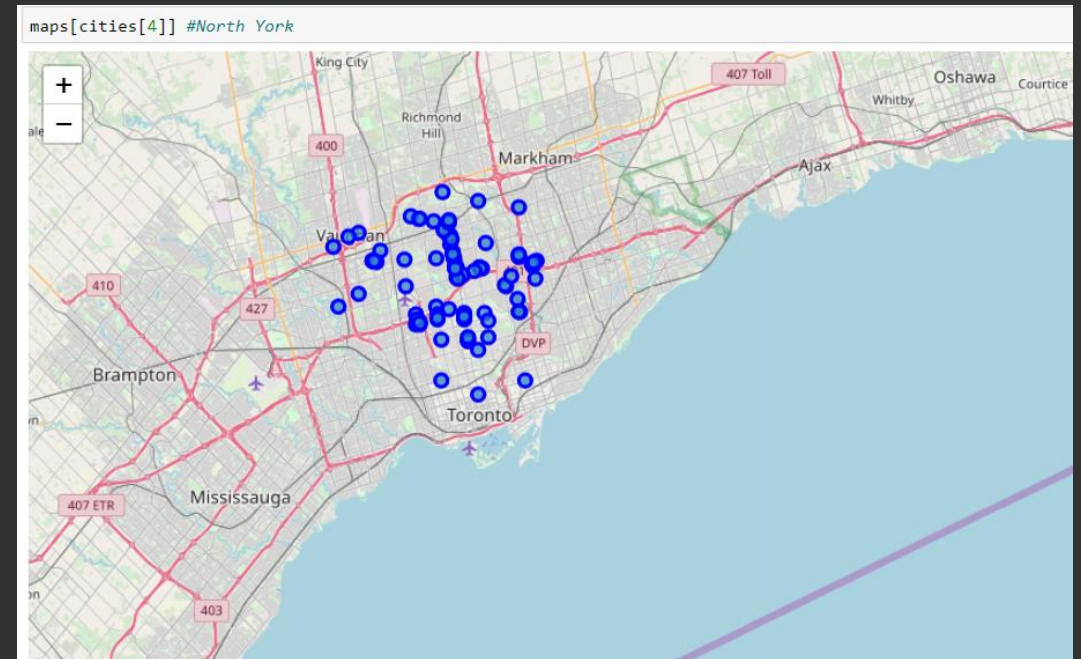 maps[cities[4]] #North York
+
−
King City
407 Toll
Oshawa
Courtice
Whitby
Richmond
Hill
400
Markham
Ajax
410
427
DVP
Brampton
Toronto
Mississauga
407 ETR
403